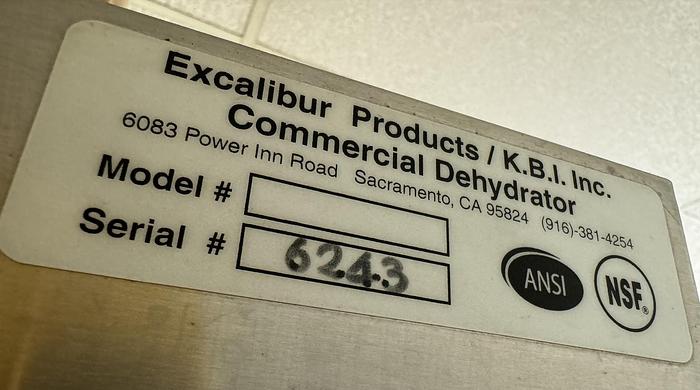 Excalibur Products / K.B.I. Inc.
Commercial Dehydrator
6083 Power Inn Road Sacramento, CA 95824 (916)-381-4254
Model #
Serial # 6243
ANSI
NSF®